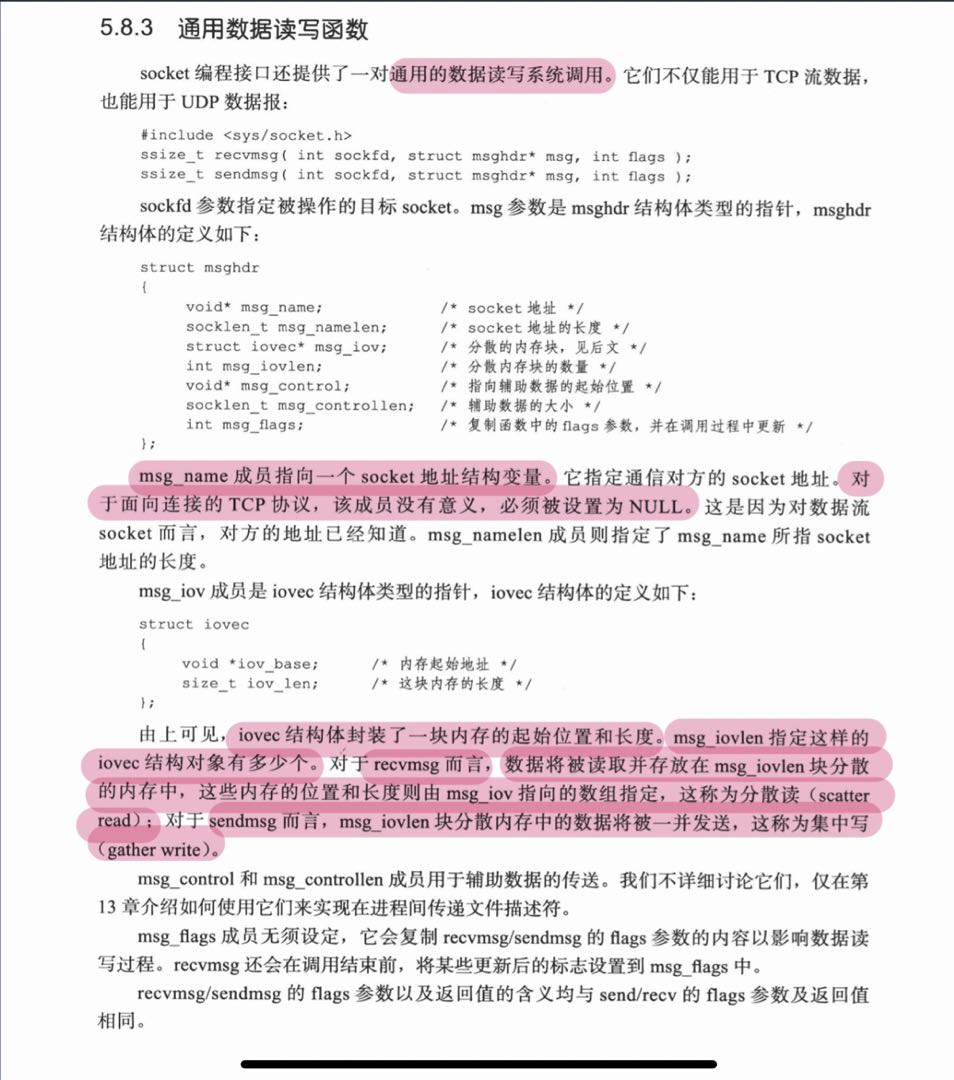 5.8.3 通用数据读写函数
socket 编程接口还提供了一对通用的数据读写系统调用。它们不仅能用于 TCP 流数据，
也能用于 UDP 数据报：
#include <sys/socket.h>
ssize_t recvmsg( int sockfd, struct msghdr* msg, int flags );
ssize_t sendmsg( int sockfd, struct msghdr* msg, int flags );
sockfd 参数指定被操作的目标 socket。msg 参数是 msghdr 结构体类型的指针，msghdr
结构体的定义如下：
struct msghdr
{
void* msg_name; /* socket 地址 */
socklen_t msg_namelen; /* socket 地址的长度 */
struct iovec* msg_iov; /* 分散的内存块，见后文 */
int msg_iovlen; /* 分散内存块的数量 */
void* msg_control; /* 指向辅助数据的起始位置 */
socklen_t msg_controllen; /* 辅助数据的大小 */
int msg_flags; /* 复制函数中的 flags 参数，并在调用过程中更新 */
};
msg_name 成员指向一个 socket 地址结构变量。它指定通信对方的 socket 地址。对
于面向连接的 TCP 协议，该成员没有意义，必须被设置为 NULL。这是因为对数据流
socket 而言，对方的地址已经知道。msg_namelen 成员则指定了 msg_name 所指 socket
地址的长度。
msg_iov 成员是 iovec 结构体类型的指针，iovec 结构体的定义如下：
struct iovec
{
void *iov_base; /* 内存起始地址 */
size_t iov_len; /* 这块内存的长度 */
};
由上可见，iovec 结构体封装了一块内存的起始位置和长度。msg_iovlen 指定这样的
iovec 结构对象有多少个。对于 recvmsg 而言，数据将被读取并存放在 msg_iovlen 块分散
的内存中，这些内存的位置和长度则由 msg_iov 指向的数组指定，这称为分散读（scatter
read）；对于 sendmsg 而言，msg_iovlen 块分散内存中的数据将被一并发送，这称为集中写
（gather write）。
msg_control 和 msg_controllen 成员用于辅助数据的传送。我们不详细讨论它们，仅在第
13 章介绍如何使用它们来实现在进程间传递文件描述符。
msg_flags 成员无须设定，它会复制 recvmsg/sendmsg 的 flags 参数的内容以影响数据读
写过程。recvmsg 还会在调用结束前，将某些更新后的标志设置到 msg_flags 中。
recvmsg/sendmsg 的 flags 参数以及返回值的含义均与 send/recv 的 flags 参数及返回值
相同。